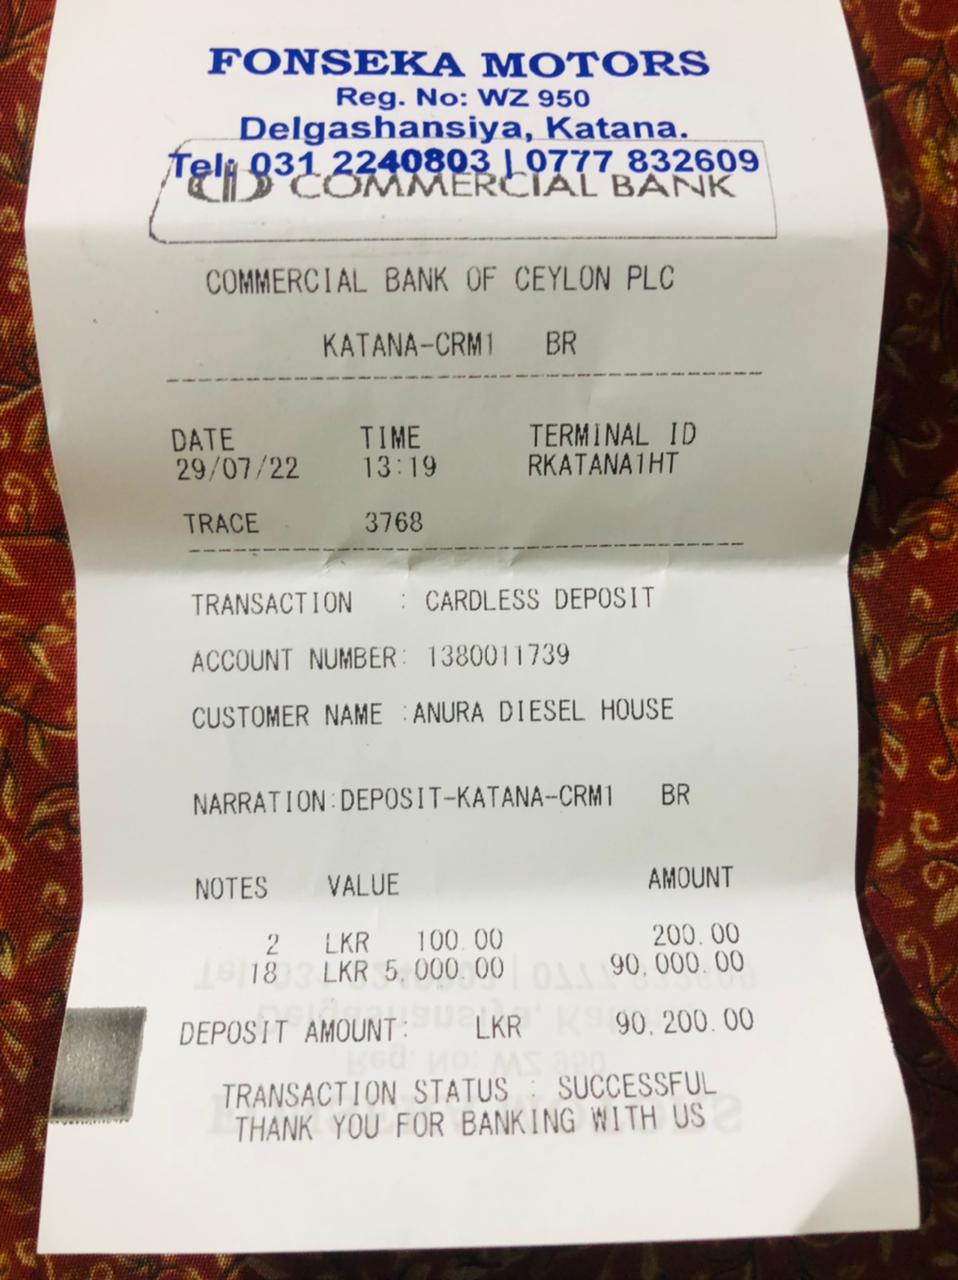 FONSEKA MOTORS
Reg. No: WZ 950
Delgashansiya, Katana.
Tel: 031 2240803 | 0777 832609
COMMERCIAL BANK
COMMERCIAL BANK OF CEYLON PLC
KATANA-CRM1 BR
DATE TIME TERMINAL ID
29/07/22 13:19 RKATANA1HT
TRACE 3768
TRANSACTION : CARDLESS DEPOSIT
ACCOUNT NUMBER: 1380011739
CUSTOMER NAME :ANURA DIESEL HOUSE
NARRATION:DEPOSIT-KATANA-CRM1 BR
NOTES VALUE AMOUNT
2 LKR 100.00 200.00
18 LKR 5,000.00 90,000.00
DEPOSIT AMOUNT: LKR 90,200.00
TRANSACTION STATUS : SUCCESSFUL
THANK YOU FOR BANKING WITH US